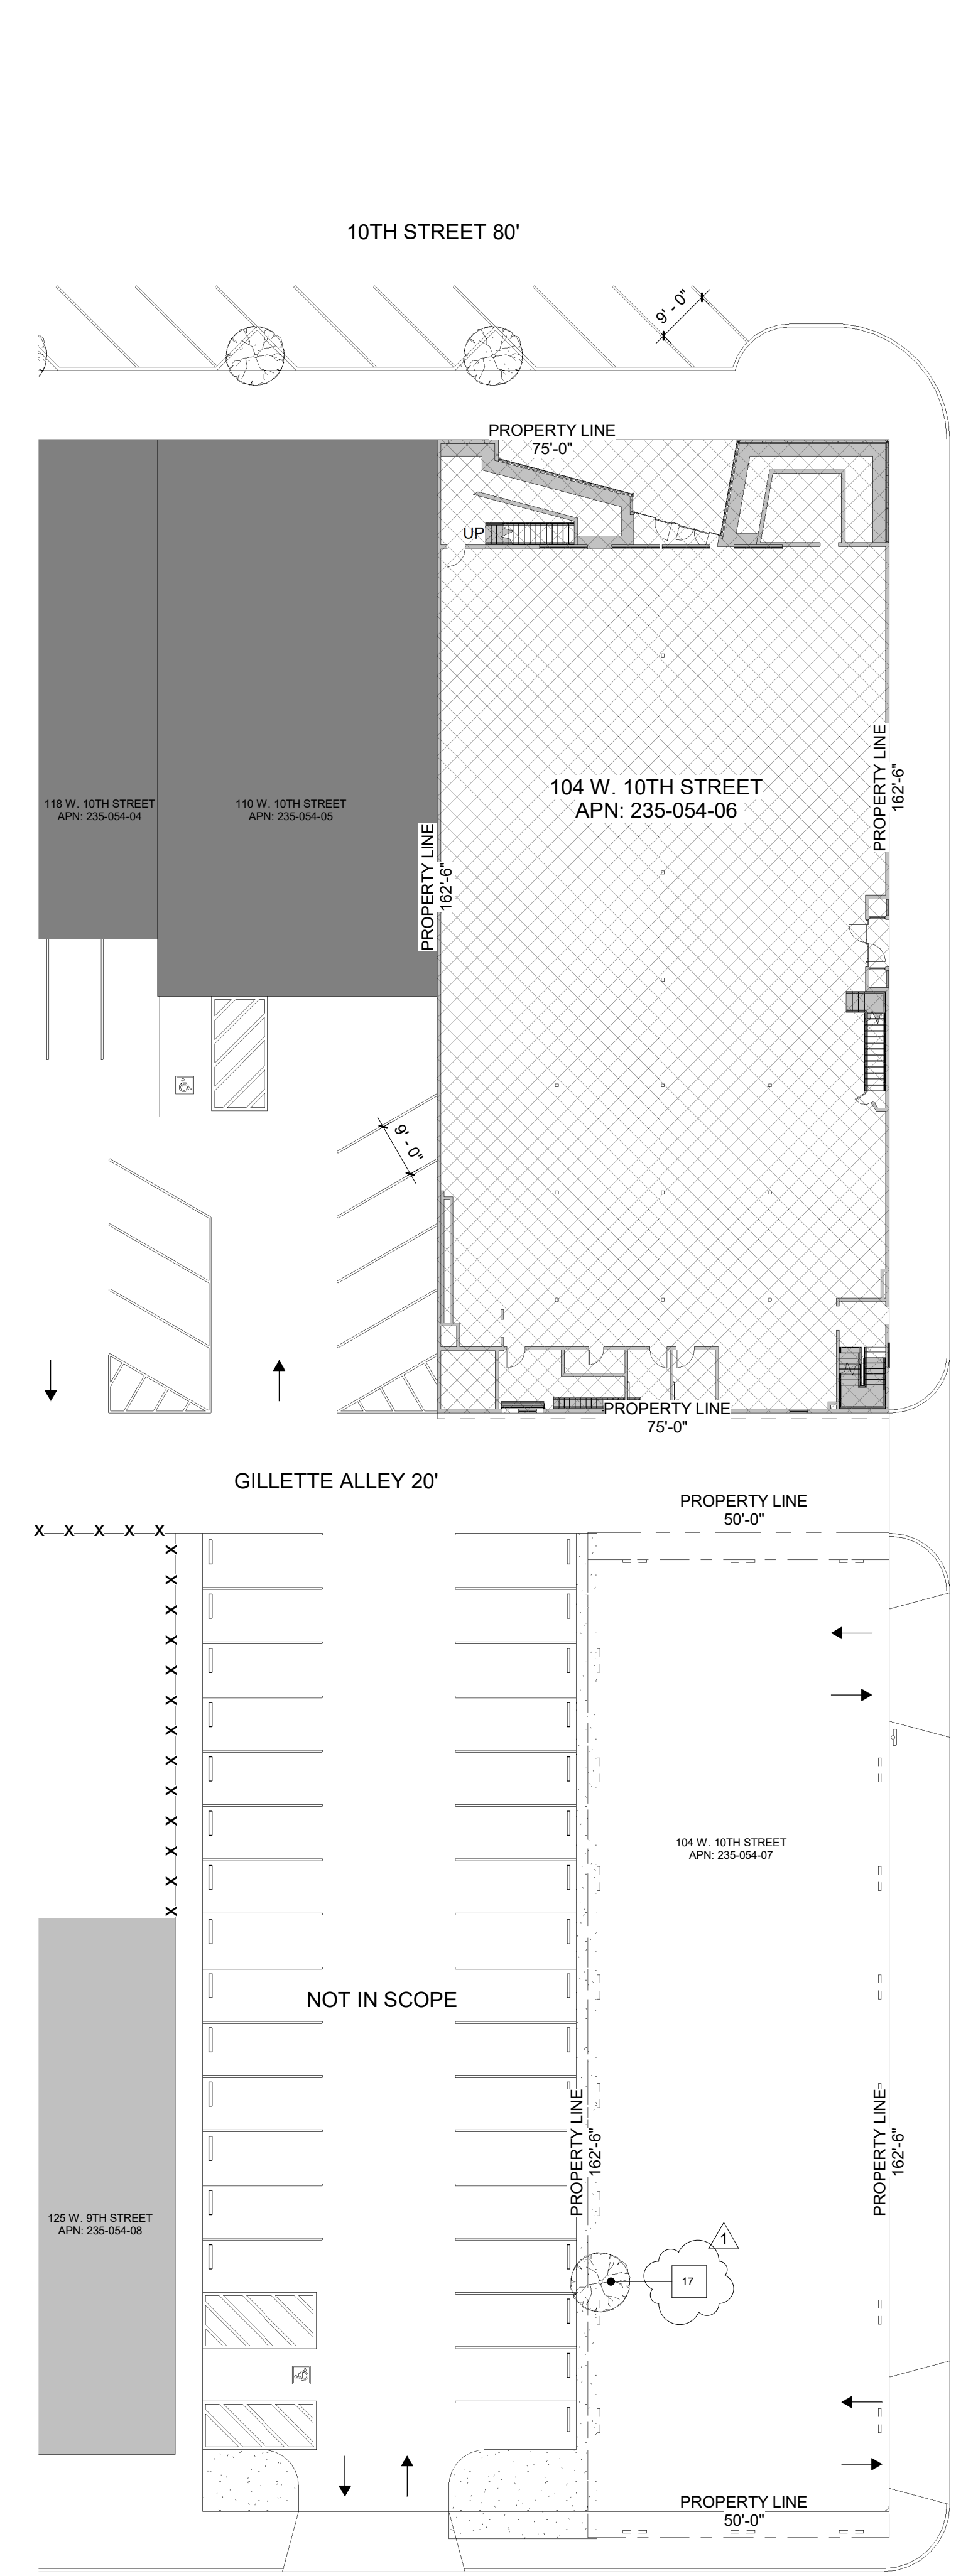 10TH STREET 80'
9' - 0"
PROPERTY LINE
75'-0"
UP
104 W. 10TH STREET
APN: 235-054-06
118 W. 10TH STREET
APN: 235-054-04
110 W. 10TH STREET
APN: 235-054-05
PROPERTY LINE
162'-6"
PROPERTY LINE
162'-6"
9' - 0"
PROPERTY LINE
75'-0"
GILLETTE ALLEY 20'
PROPERTY LINE
50'-0"
X X X X X
X
X
X
X
X
X
X
X
X
X
X
X
X
104 W. 10TH STREET
APN: 235-054-07
NOT IN SCOPE
PROPERTY LINE
162'-6"
PROPERTY LINE
162'-6"
125 W. 9TH STREET
APN: 235-054-08
1
17
PROPERTY LINE
50'-0"